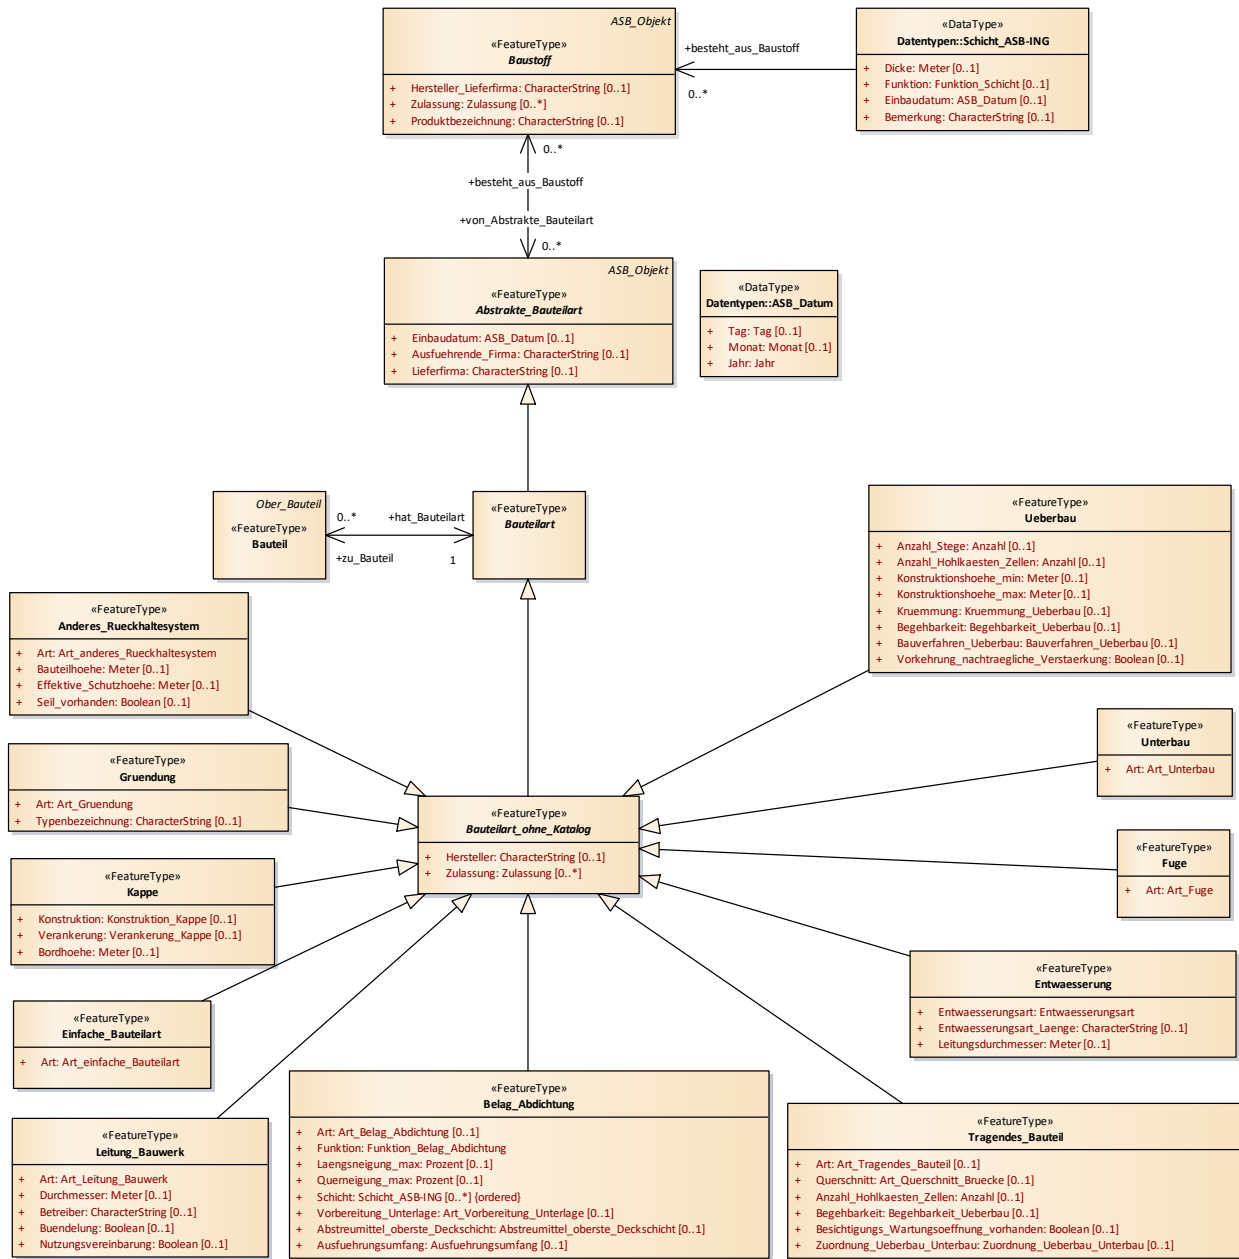 ASB_Objekt
«FeatureType»
Baustoff
+ Hersteller_Lieferfirma: CharacterString [0..1]
+ Zulassung: Zulassung [0..*]
+ Produktbezeichnung: CharacterString [0..1]
+besteht_aus_Baustoff
0..*
«DataType»
Datentypen::Schicht_ASB-ING
+ Dicke: Meter [0..1]
+ Funktion: Funktion_Schicht [0..1]
+ Einbaudatum: ASB_Datum [0..1]
+ Bemerkung: CharacterString [0..1]
0..*
+besteht_aus_Baustoff
+von_Abstrakte_Bauteilart
0..*
ASB_Objekt
«FeatureType»
Abstrakte_Bauteilart
+ Einbaudatum: ASB_Datum [0..1]
+ Ausfuehrende_Firma: CharacterString [0..1]
+ Lieferfirma: CharacterString [0..1]
«DataType»
Datentypen::ASB_Datum
+ Tag: Tag [0..1]
+ Monat: Monat [0..1]
+ Jahr: Jahr
Ober_Bauteil
«FeatureType»
Bauteil
0..*
+hat_Bauteilart
+zu_Bauteil
1
«FeatureType»
Bauteilart
«FeatureType»
Ueberbau
+ Anzahl_Stege: Anzahl [0..1]
+ Anzahl_Hohlkaesten_Zellen: Anzahl [0..1]
+ Konstruktionshoehe_min: Meter [0..1]
+ Konstruktionshoehe_max: Meter [0..1]
+ Kruemmung: Kruemmung_Ueberbau [0..1]
+ Begehbarkeit: Begehbarkeit_Ueberbau [0..1]
+ Bauverfahren_Ueberbau: Bauverfahren_Ueberbau [0..1]
+ Vorkehrung_nachtraegliche_Verstaerkung: Boolean [0..1]
«FeatureType»
Anderes_Rueckhaltesystem
+ Art: Art_anderes_Rueckhaltesystem
+ Bauteilhoehe: Meter [0..1]
+ Effektive_Schutzhoehe: Meter [0..1]
+ Seil_vorhanden: Boolean [0..1]
«FeatureType»
Unterbau
+ Art: Art_Unterbau
«FeatureType»
Gruendung
+ Art: Art_Gruendung
+ Typenbezeichnung: CharacterString [0..1]
«FeatureType»
Bauteilart_ohne_Katalog
+ Hersteller: CharacterString [0..1]
+ Zulassung: Zulassung [0..*]
«FeatureType»
Fuge
+ Art: Art_Fuge
«FeatureType»
Kappe
+ Konstruktion: Konstruktion_Kappe [0..1]
+ Verankerung: Verankerung_Kappe [0..1]
+ Bordhoehe: Meter [0..1]
«FeatureType»
Entwaesserung
+ Entwaesserungsart: Entwaesserungsart
+ Entwaesserungsart_Laenge: CharacterString [0..1]
+ Leitungsdurchmesser: Meter [0..1]
«FeatureType»
Einfache_Bauteilart
+ Art: Art_einfache_Bauteilart
«FeatureType»
Leitung_Bauwerk
+ Art: Art_Leitung_Bauwerk
+ Durchmesser: Meter [0..1]
+ Betreiber: CharacterString [0..1]
+ Buendelung: Boolean [0..1]
+ Nutzungsvereinbarung: Boolean [0..1]
«FeatureType»
Belag_Abdichtung
+ Art: Art_Belag_Abdichtung [0..1]
+ Funktion: Funktion_Belag_Abdichtung
+ Laengsneigung_max: Prozent [0..1]
+ Querneigung_max: Prozent [0..1]
+ Schicht: Schicht_ASB-ING [0..*] {ordered}
+ Vorbereitung_Unterlage: Art_Vorbereitung_Unterlage [0..1]
+ Abstreumittel_oberste_Deckschicht: Abstreumittel_oberste_Deckschicht [0..1]
+ Ausfuehrungsumfang: Ausfuehrungsumfang [0..1]
«FeatureType»
Tragendes_Bauteil
+ Art: Art_Tragendes_Bauteil [0..1]
+ Querschnitt: Art_Querschnitt_Bruecke [0..1]
+ Anzahl_Hohlkaesten_Zellen: Anzahl [0..1]
+ Begehbarkeit: Begehbarkeit_Ueberbau [0..1]
+ Besichtigungs_Wartungsoeffnung_vorhanden: Boolean [0..1]
+ Zuordnung_Ueberbau_Unterbau: Zuordnung_Ueberbau_Unterbau [0..1]